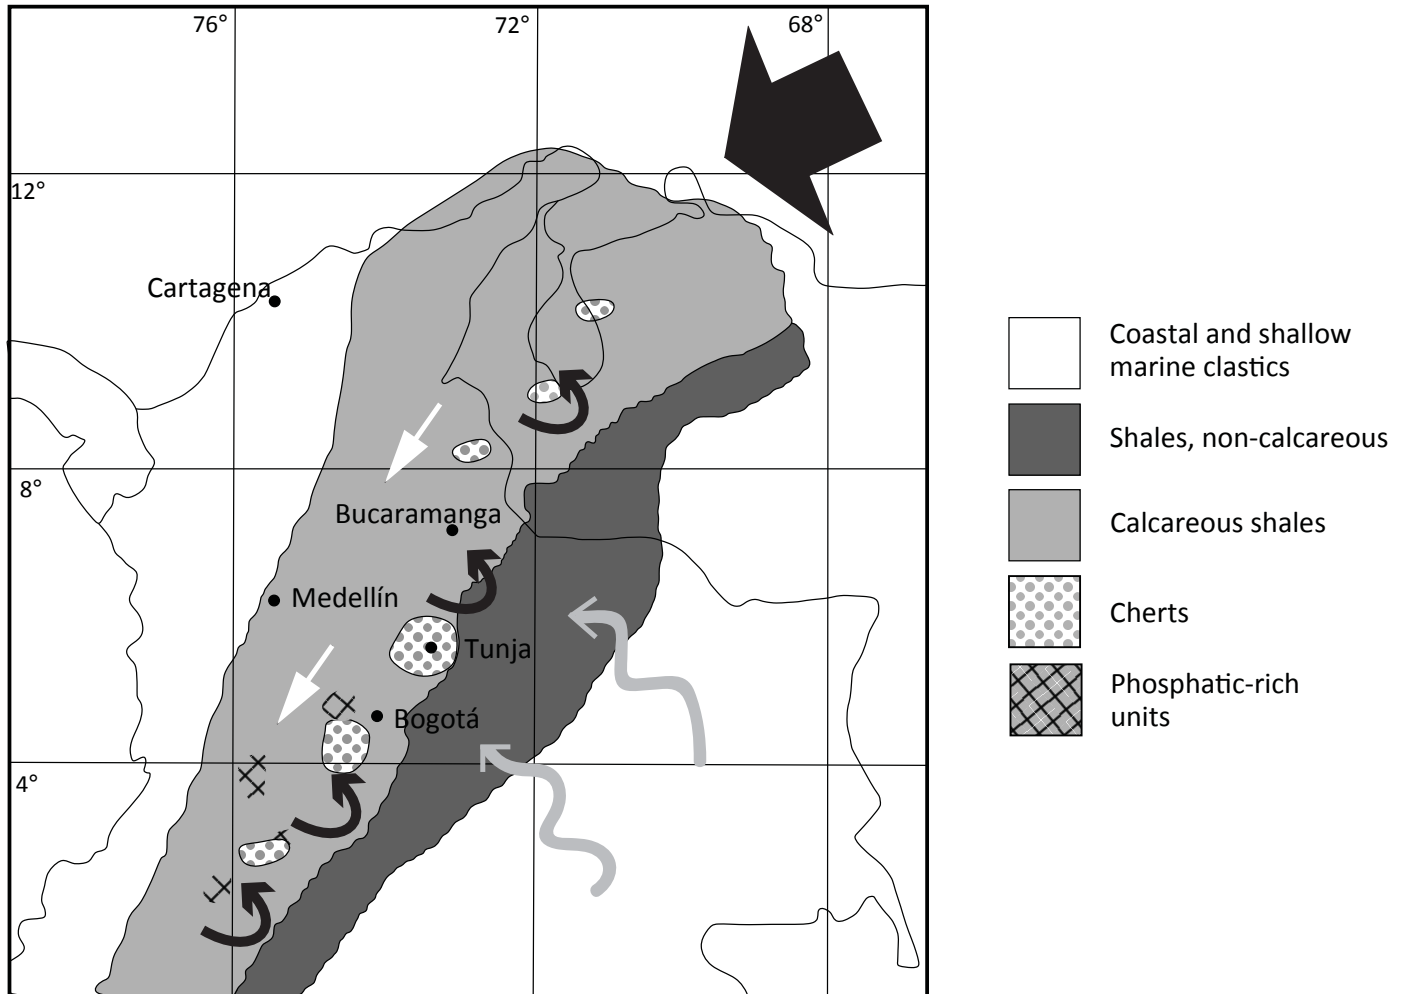 76°
72°
68°
12°
Cartagena
8°
Bucaramanga
Medellín
Tunja
Bogotá
4°
Coastal and shallow
marine clastics
Shales, non-calcareous
Calcareous shales
Cherts
Phosphatic-rich
units